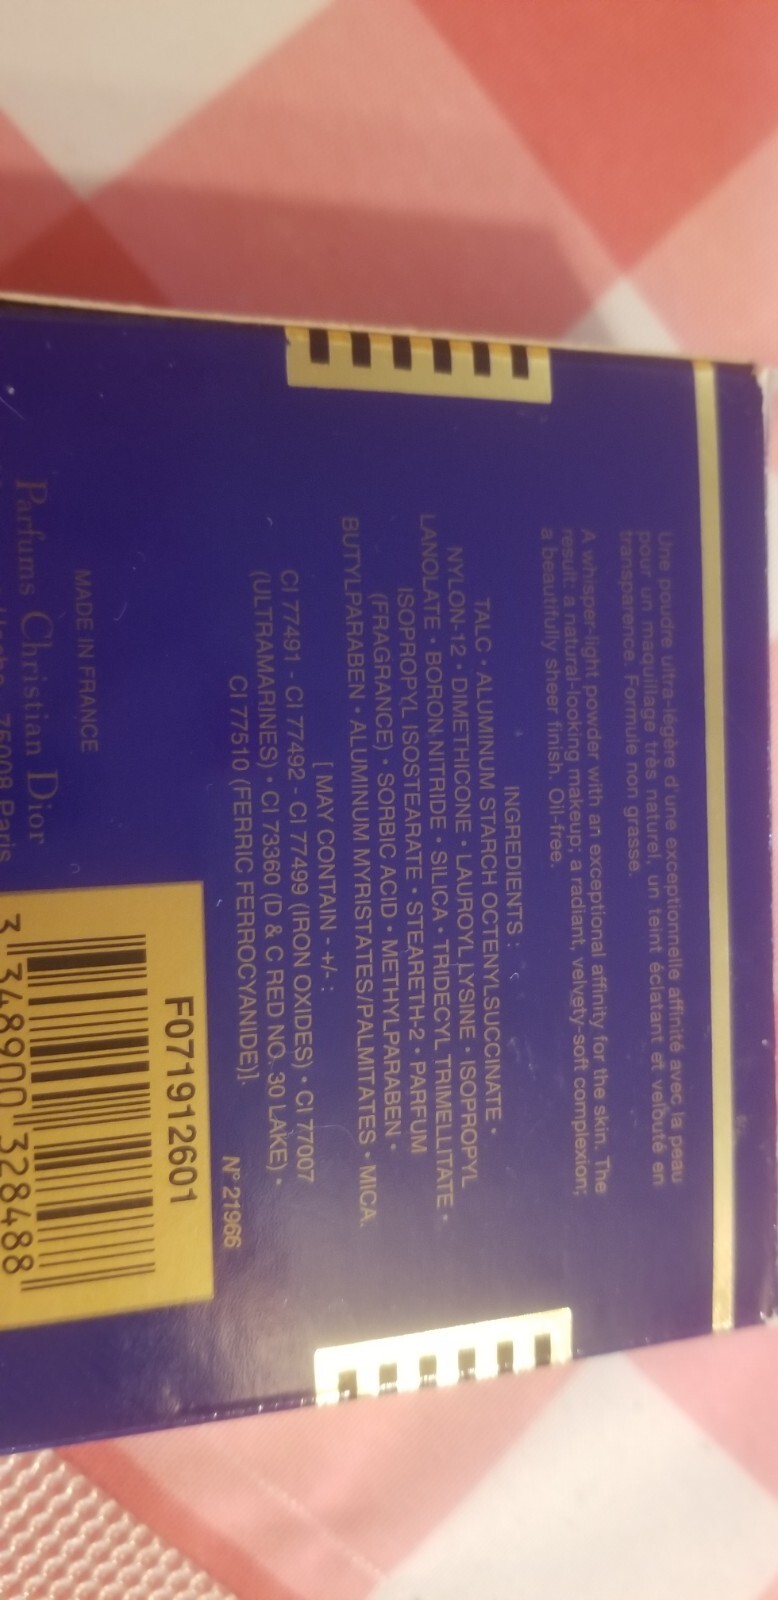 Une poudre ultra-légère d'une exceptionnelle affinité avec la peau
pour un maquillage très naturel, un teint éclatant et velouté en
transparence. Formule non grasse.
A whisper-light powder with an exceptional affinity for the skin. The
result: a natural-looking makeup; a radiant, velvety-soft complexion;
a beautifully sheer finish. Oil-free.
INGREDIENTS :
TALC • ALUMINUM STARCH OCTENYLSUCCINATE •
NYLON-12 • DIMETHICONE • LAUROYL LYSINE • ISOPROPYL
LANOLATE • BORON NITRIDE • SILICA • TRIDECYL TRIMELLITATE •
ISOPROPYL ISOSTEARATE • STEARETH-2 • PARFUM
(FRAGRANCE) • SORBIC ACID • METHYLPARABEN •
BUTYLPARABEN • ALUMINUM MYRISTATES/PALMITATES • MICA.
[ MAY CONTAIN - +/- :
CI 77491 - CI 77492 - CI 77499 (IRON OXIDES) • CI 77007
(ULTRAMARINES) • CI 73360 (D & C RED NO. 30 LAKE) •
CI 77510 (FERRIC FERROCYANIDE)].
N° 21966
F071912601
MADE IN FRANCE
Parfums Christian Dior
75008 Paris
3 348900 328488